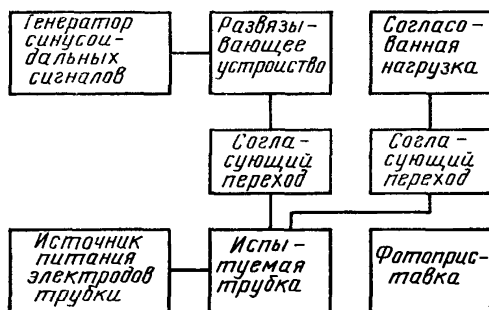 Генератор
синусои-
дальных
сигналов
Развязы-
вающее
устройство
Согласо-
ванная
нагрузка
Согла-
сующий
переход
Согла-
сующий
переход
Источник
питания
электродов
трубки
Испы-
туемая
трубка
Фотоприс-
тавка